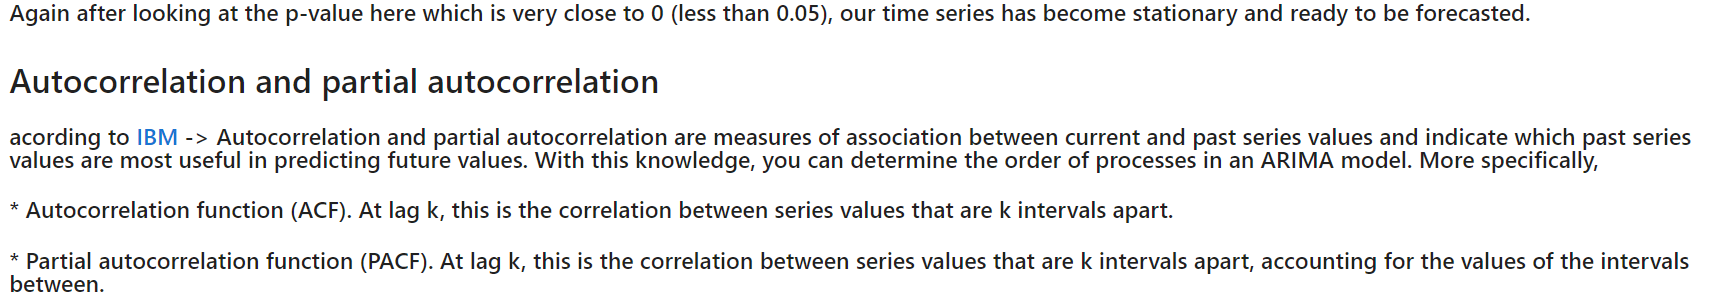 Again after looking at the p-value here which is very close to 0 (less than 0.05), our time series has become stationary and ready to be forecasted.
Autocorrelation and partial autocorrelation
acording to IBM -> Autocorrelation and partial autocorrelation are measures of association between current and past series values and indicate which past series
values are most useful in predicting future values. With this knowledge, you can determine the order of processes in an ARIMA model. More specifically,
* Autocorrelation function (ACF). At lag k, this is the correlation between series values that are k intervals apart.
* Partial autocorrelation function (PACF). At lag k, this is the correlation between series values that are k intervals apart, accounting for the values of the intervals
between.